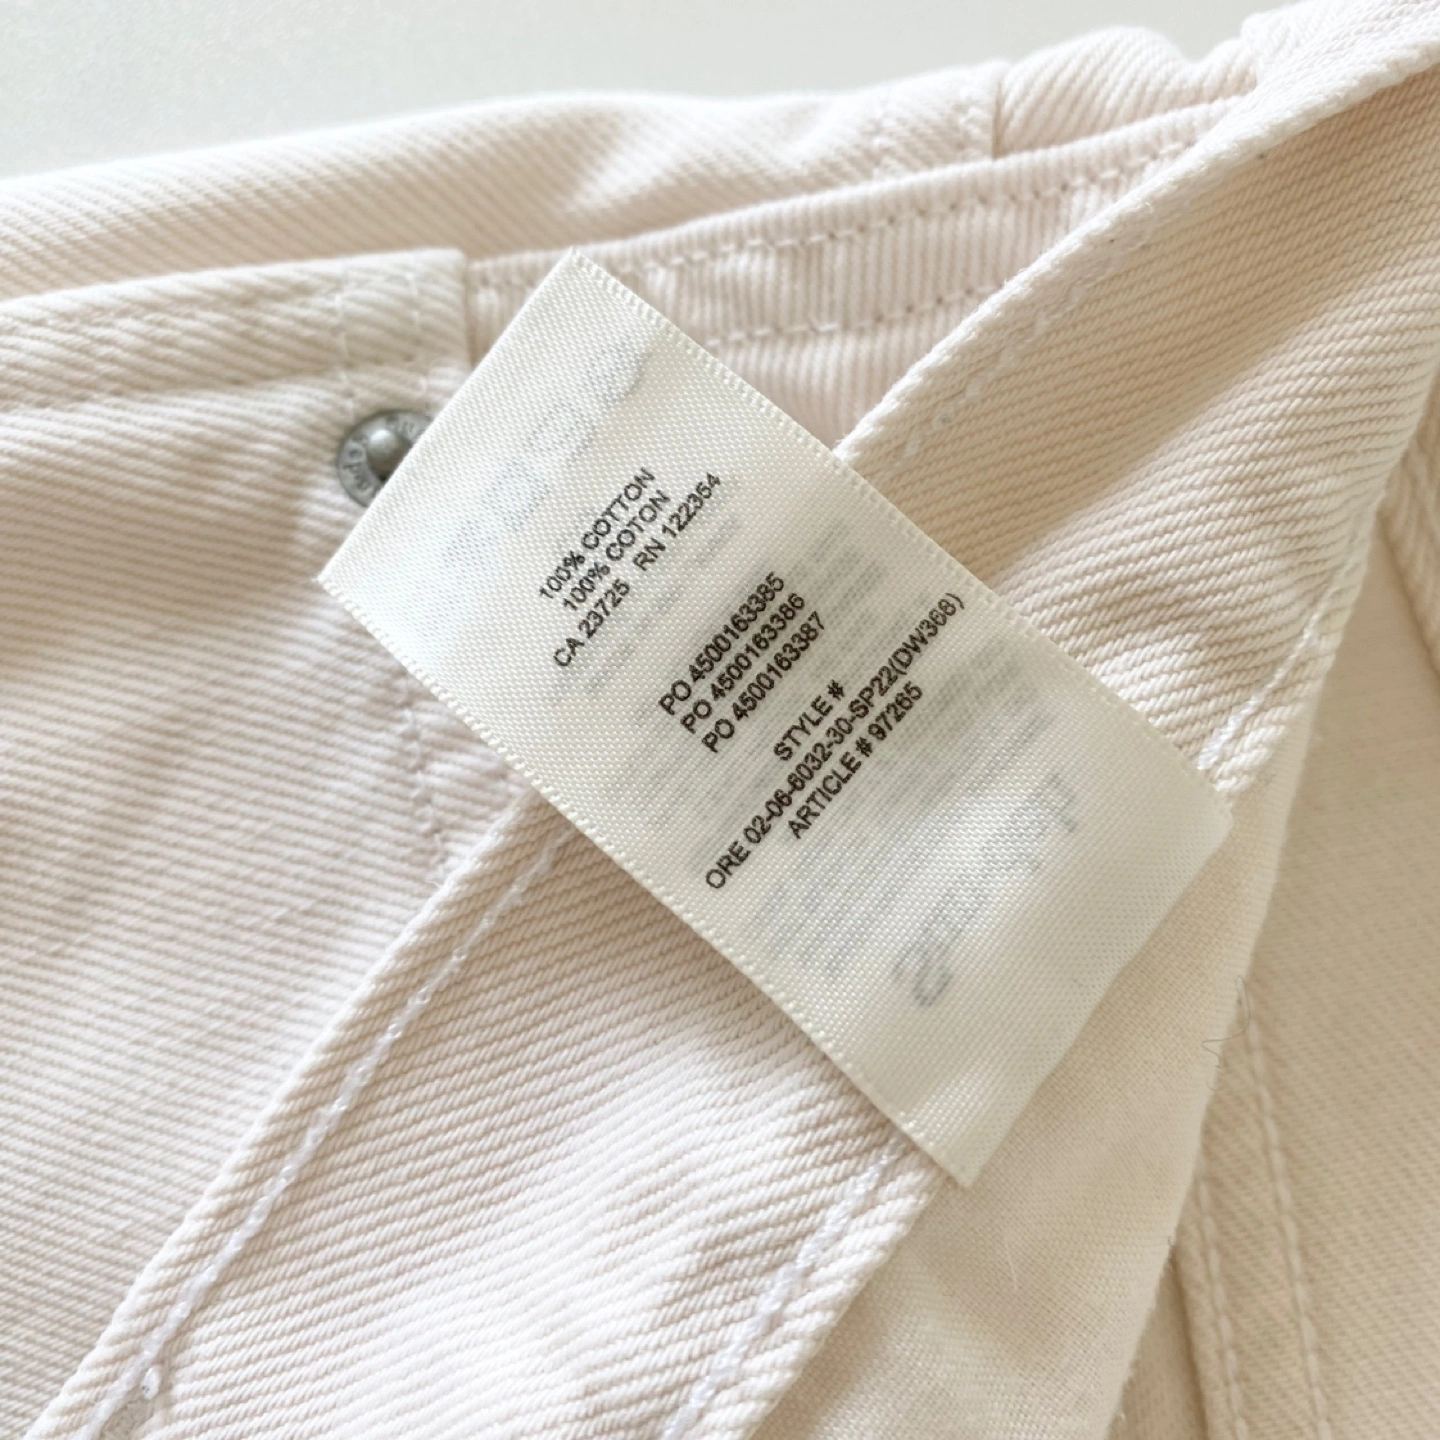 100% COTTON
100% COTON
CA 23725 RN 122354
PO 4500163385
PO 4500163386
PO 4500163387
STYLE #
ORE 02-06-6032-30-SP22(DW368)
ARTICLE # 97265